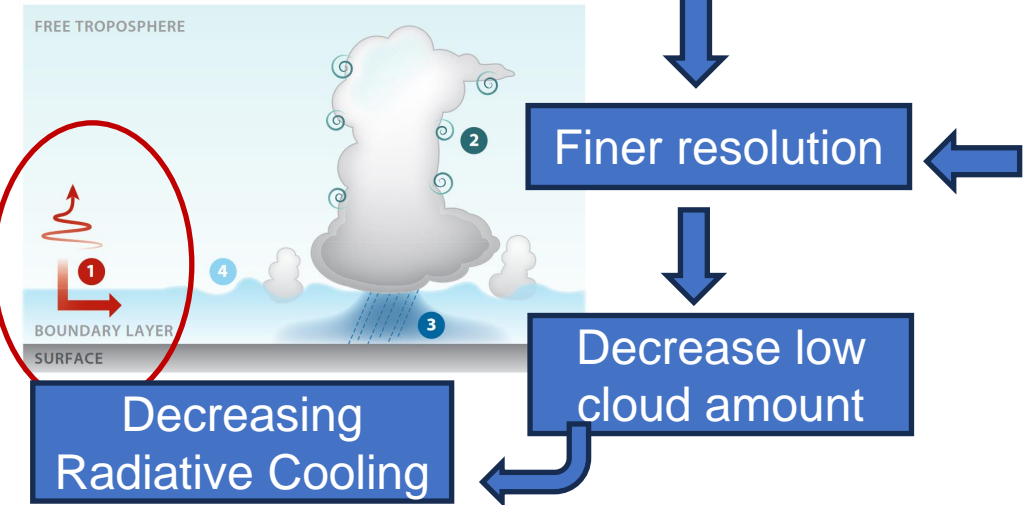 FREE TROPOSPHERE
2
Finer resolution
1
4
3
BOUNDARY LAYER
SURFACE
Decrease low
cloud amount
Decreasing
Radiative Cooling